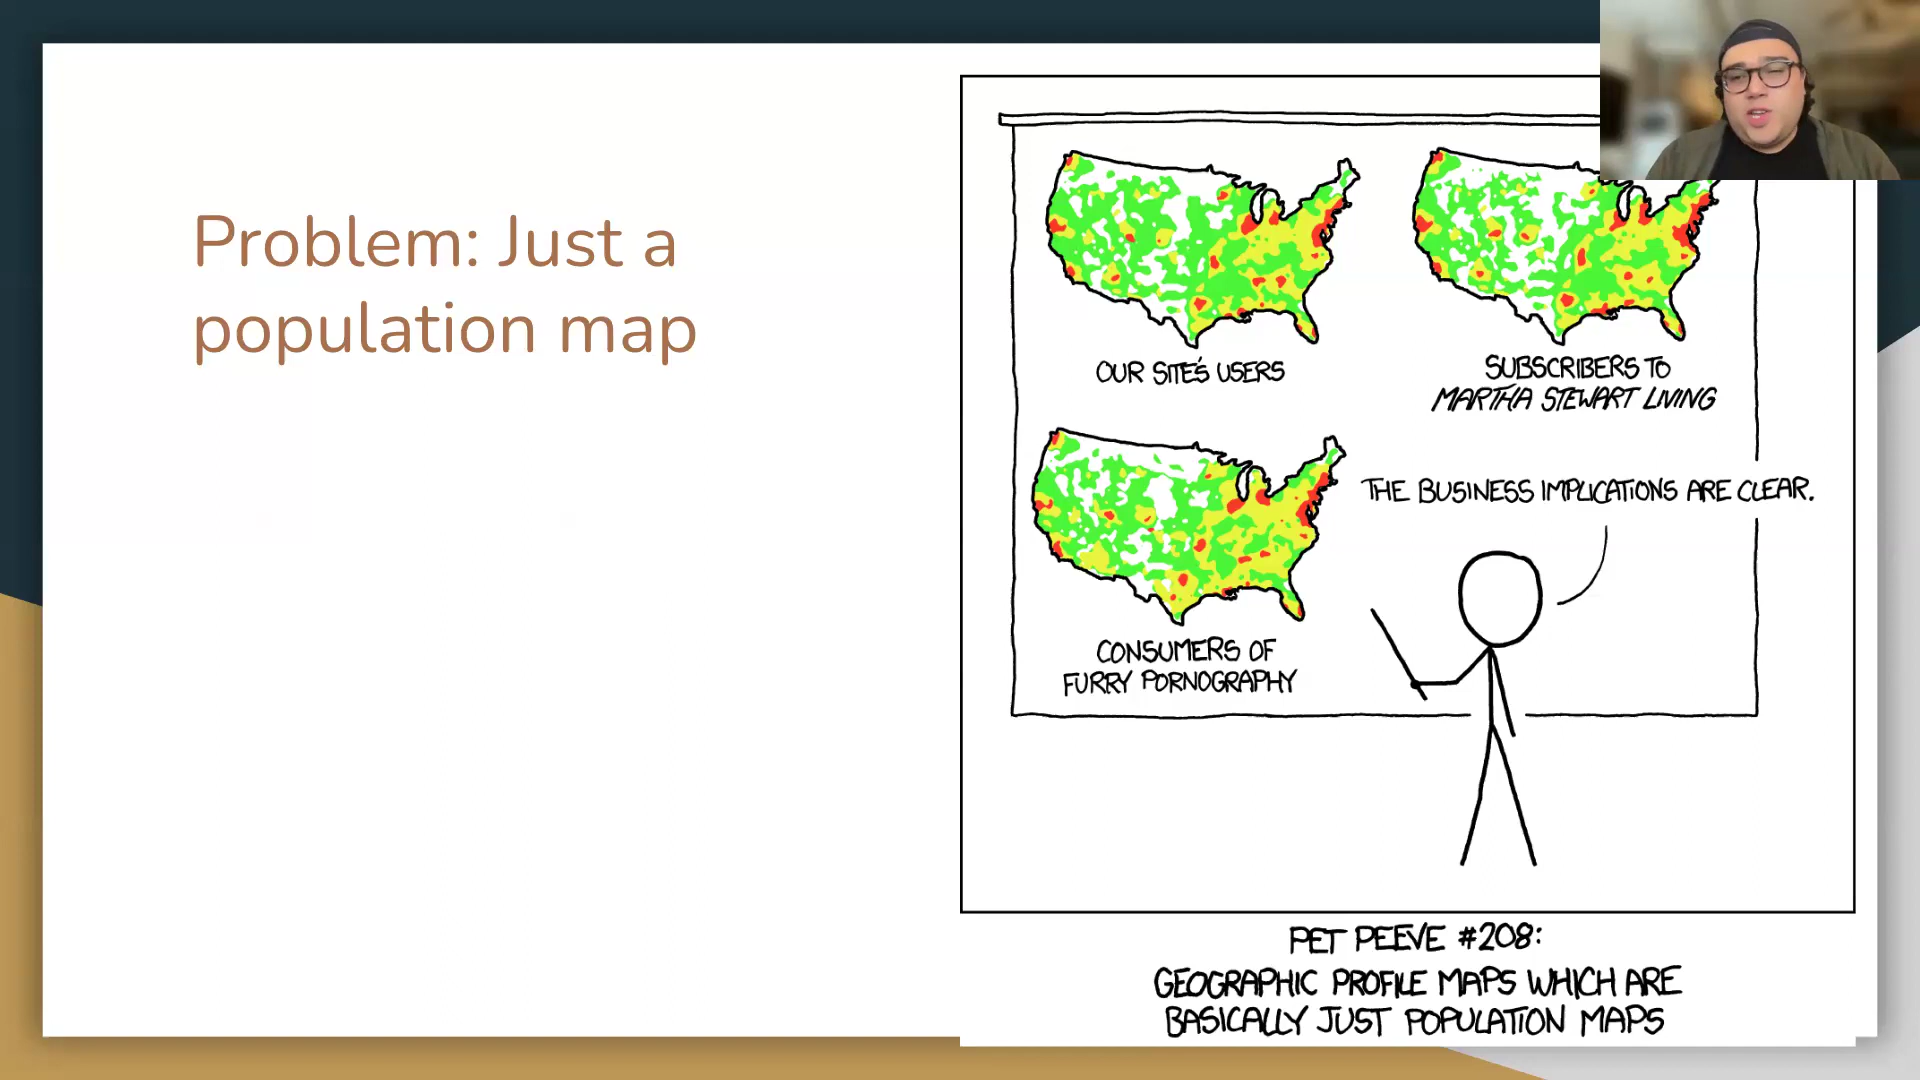 Problem: Just a
population map
OUR SITE'S USERS
SUBSCRIBERS TO
MARTHA STEWART LIVING
THE BUSINESS IMPLICATIONS ARE CLEAR.
CONSUMERS OF
FURRY PORNOGRAPHY
PET PEEVE #208:
GEOGRAPHIC PROFILE MAPS WHICH ARE
BASICALLY JUST POPULATION MAPS